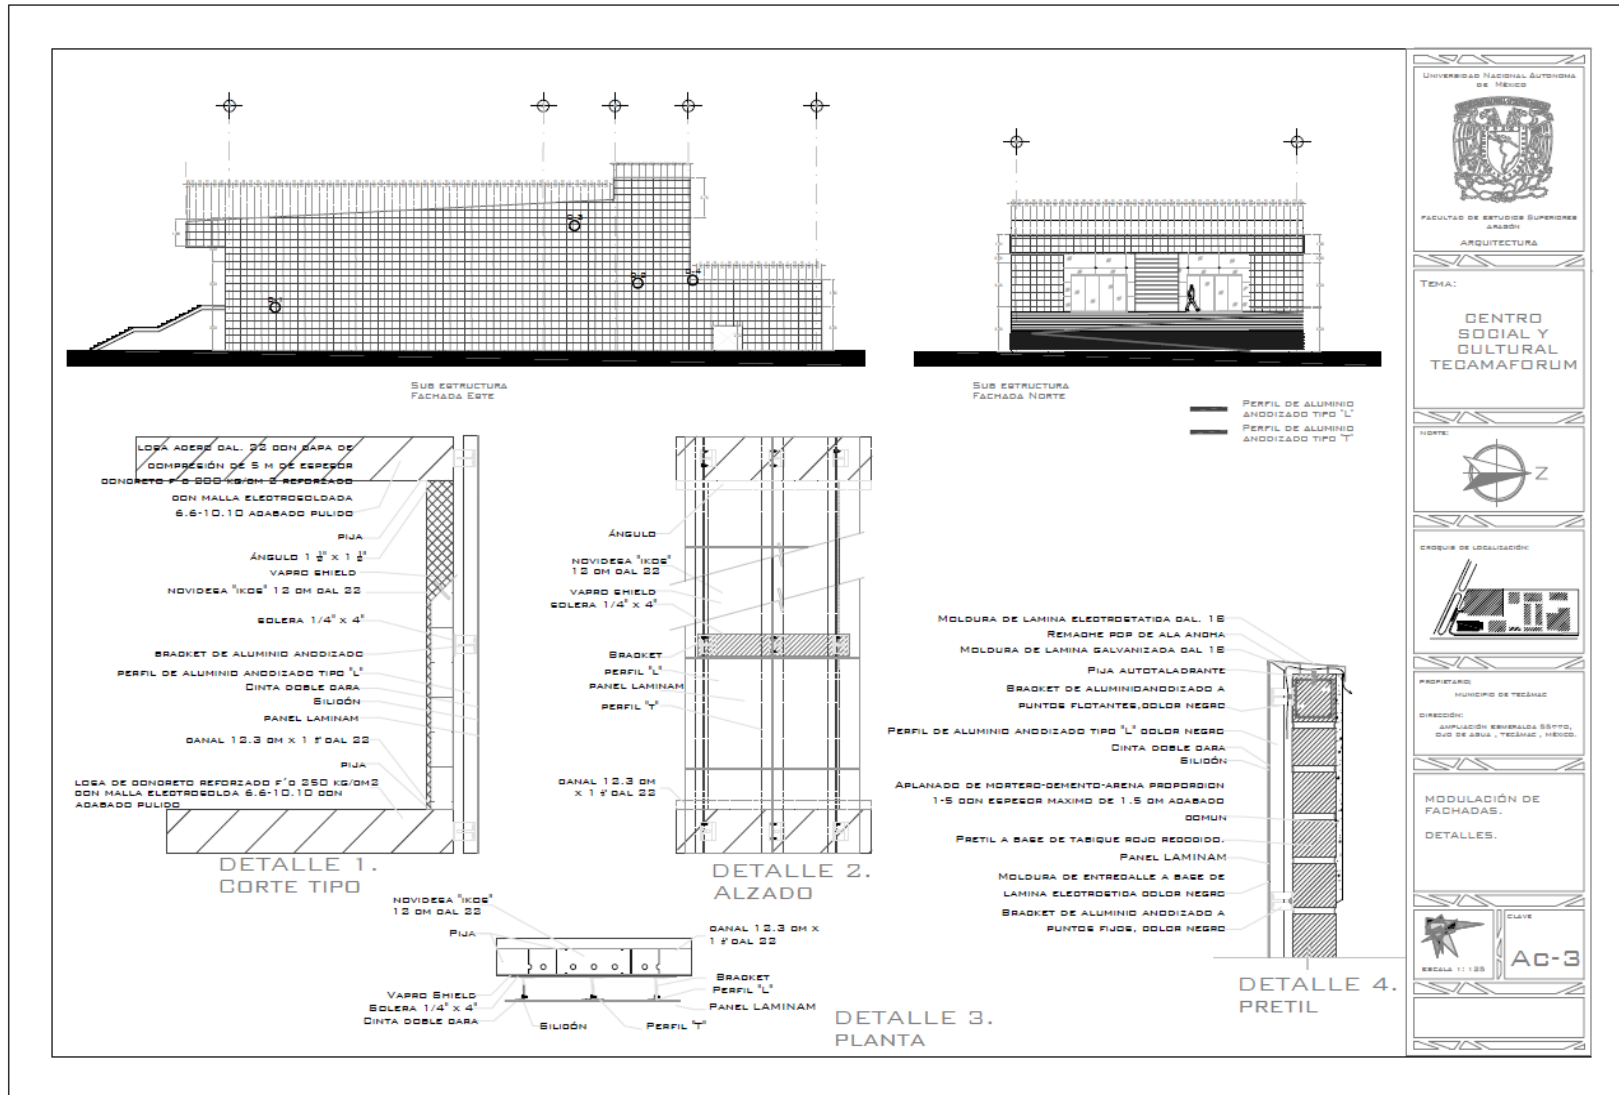 SUB ESTRUCTURA
FACHADA ESTE
SUB ESTRUCTURA
FACHADA NORTE
PERFIL DE ALUMINIO
ANODIZADO TIPO "L"
PERFIL DE ALUMINIO
ANODIZADO TIPO "T"
LOSA ACERO CAL. 22 CON CAPA DE
COMPRESIÓN DE 5 M DE ESPESOR
CONCRETO F'C 200 KG/CM 2 REFORZADO
CON MALLA ELECTROSOLDADA
6.6-10.10 ACABADO PULIDO
PIJA
ÁNGULO 1 ½" X 1 ½"
VAPRO SHIELD
NOVIDESA "IKOS" 12 CM CAL 22
SOLERA 1/4" X 4"
BRACKET DE ALUMINIO ANODIZADO
PERFIL DE ALUMINIO ANODIZADO TIPO "L"
CINTA DOBLE CARA
SILICÓN
PANEL LAMINAM
CANAL 12.3 CM X 1 CAL 22
PIJA
LOSA DE CONCRETO REFORZADO F'C 250 KG/CM2
CON MALLA ELECTROSOLDA 6.6-10.10 CON
ACABADO PULIDO
DETALLE 1.
CORTE TIPO
ÁNGULO
NOVIDESA "IKOS"
12 CM CAL 22
VAPRO SHIELD
SOLERA 1/4" X 4"
BRACKET
PERFIL "L"
PANEL LAMINAM
PERFIL "T"
CANAL 12.3 CM
X 1 CAL 22
DETALLE 2.
ALZADO
NOVIDESA "IKOS"
12 CM CAL 22
PIJA
CANAL 12.3 CM X
1 CAL 22
BRACKET
PERFIL "L"
PANEL LAMINAM
VAPRO SHIELD
SOLERA 1/4" X 4"
CINTA DOBLE CARA
SILICÓN
PERFIL "T"
DETALLE 3.
PLANTA
MOLDURA DE LAMINA ELECTROSTATICA CAL. 18
REMACHE POP DE ALA ANCHA
MOLDURA DE LAMINA GALVANIZADA CAL 18
PIJA AUTOTALADRANTE
BRACKET DE ALUMINIOANODIZADO A
PUNTOS FLOTANTES,COLOR NEGRO
PERFIL DE ALUMINIO ANODIZADO TIPO "L" COLOR NEGRO
CINTA DOBLE CARA
SILICÓN
APLANADO DE MORTERO-CEMENTO-ARENA PROPORCION
1-5 CON ESPESOR MAXIMO DE 1.5 CM ACABADO
COMUN
PRETIL A BASE DE TABIQUE ROJO RECOCIDO.
PANEL LAMINAM
MOLDURA DE ENTRECALLE A BASE DE
LAMINA ELECTROSTICA COLOR NEGRO
BRACKET DE ALUMINIO ANODIZADO A
PUNTOS FIJOS, COLOR NEGRO
DETALLE 4.
PRETIL
UNIVERSIDAD NACIONAL AUTONOMA
DE MÉXICO
FACULTAD DE ESTUDIOS SUPERIORES
ARAGÓN
ARQUITECTURA
TEMA:
CENTRO
SOCIAL Y
CULTURAL
TECAMAFORUM
NORTE:
Z
CROQUIS DE LOCALIZACIÓN:
PROPIETARIO:
MUNICIPIO DE TECÁMAC
DIRECCIÓN:
AMPLIACIÓN ESMERALDA
OJO DE AGUA , TECÁMAC , MÉXICO.
MODULACIÓN DE
FACHADAS.
DETALLES.
ESCALA 1: 125
CLAVE
AC-3